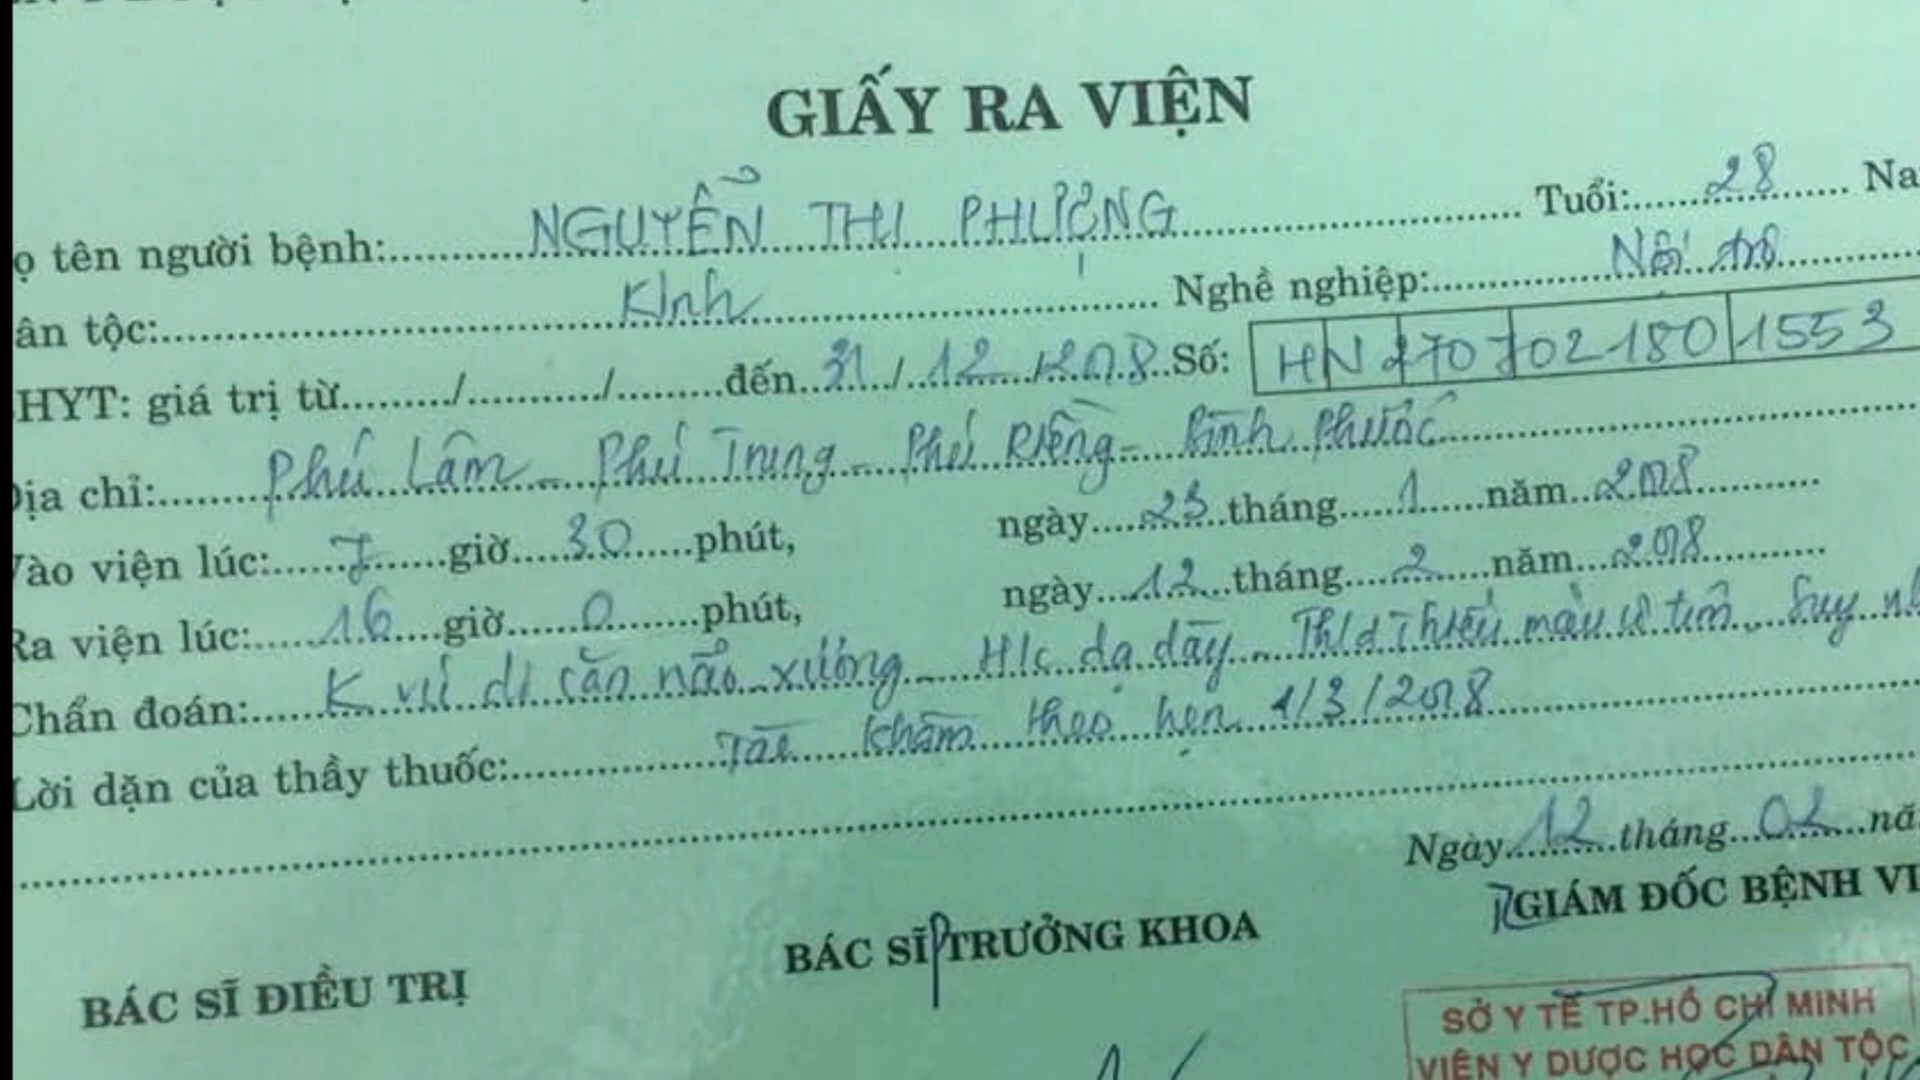 GIẤY RA VIỆN
ọ tên người bệnh: NGUYỄN THỊ PHƯỢNG Tuổi: 28 Na
ân tộc: Kinh Nghề nghiệp: Nội trợ
HYT: giá trị từ / / đến 31 / 12 / 2018 Số: HN 2 70 702 180 1553
Địa chỉ: Phú Lâm - Phú Trung - Phú Riềng - Bình Phước
Vào viện lúc: 7 giờ 30 phút, ngày 23 tháng 1 năm 2018
Ra viện lúc: 16 giờ 0 phút, ngày 12 tháng 2 năm 2018
Chẩn đoán: K vú di căn não - xương - H/c dạ dày - Thiếu máu cơ tim - Suy
Lời dặn của thầy thuốc: Tái khám theo hẹn 1/3/2018
Ngày 12 tháng 02 nă
GIÁM ĐỐC BỆNH VI
BÁC SĨ TRƯỞNG KHOA
BÁC SĨ ĐIỀU TRỊ
SỞ Y TẾ TP.HỒ CHÍ MINH
VIỆN Y DƯỢC HỌC DÂN TỘC